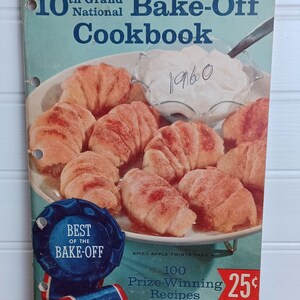 10th Grand National Bake-Off
Cookbook
1960
BEST
OF THE
BAKE-OFF
100
Prize-Winning
Recipes
25¢